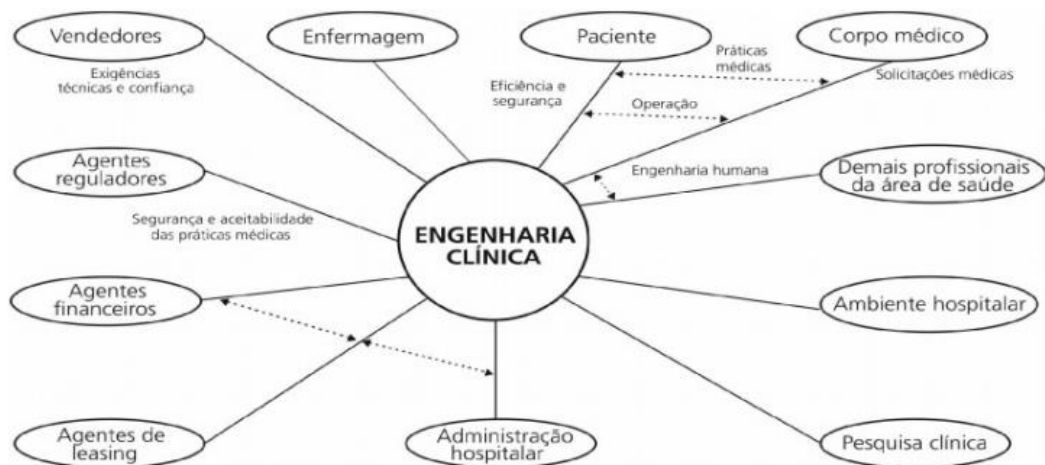 Vendedores
Enfermagem
Paciente
Corpo médico
Exigências
técnicas e confiança
Práticas
médicas
Solicitações médicas
Eficiência e
segurança
Operação
Agentes
reguladores
Engenharia humana
Demais profissionais
da área de saúde
Segurança e aceitabilidade
das práticas médicas
ENGENHARIA
CLÍNICA
Agentes
financeiros
Ambiente hospitalar
Agentes de
leasing
Administração
hospitalar
Pesquisa clínica